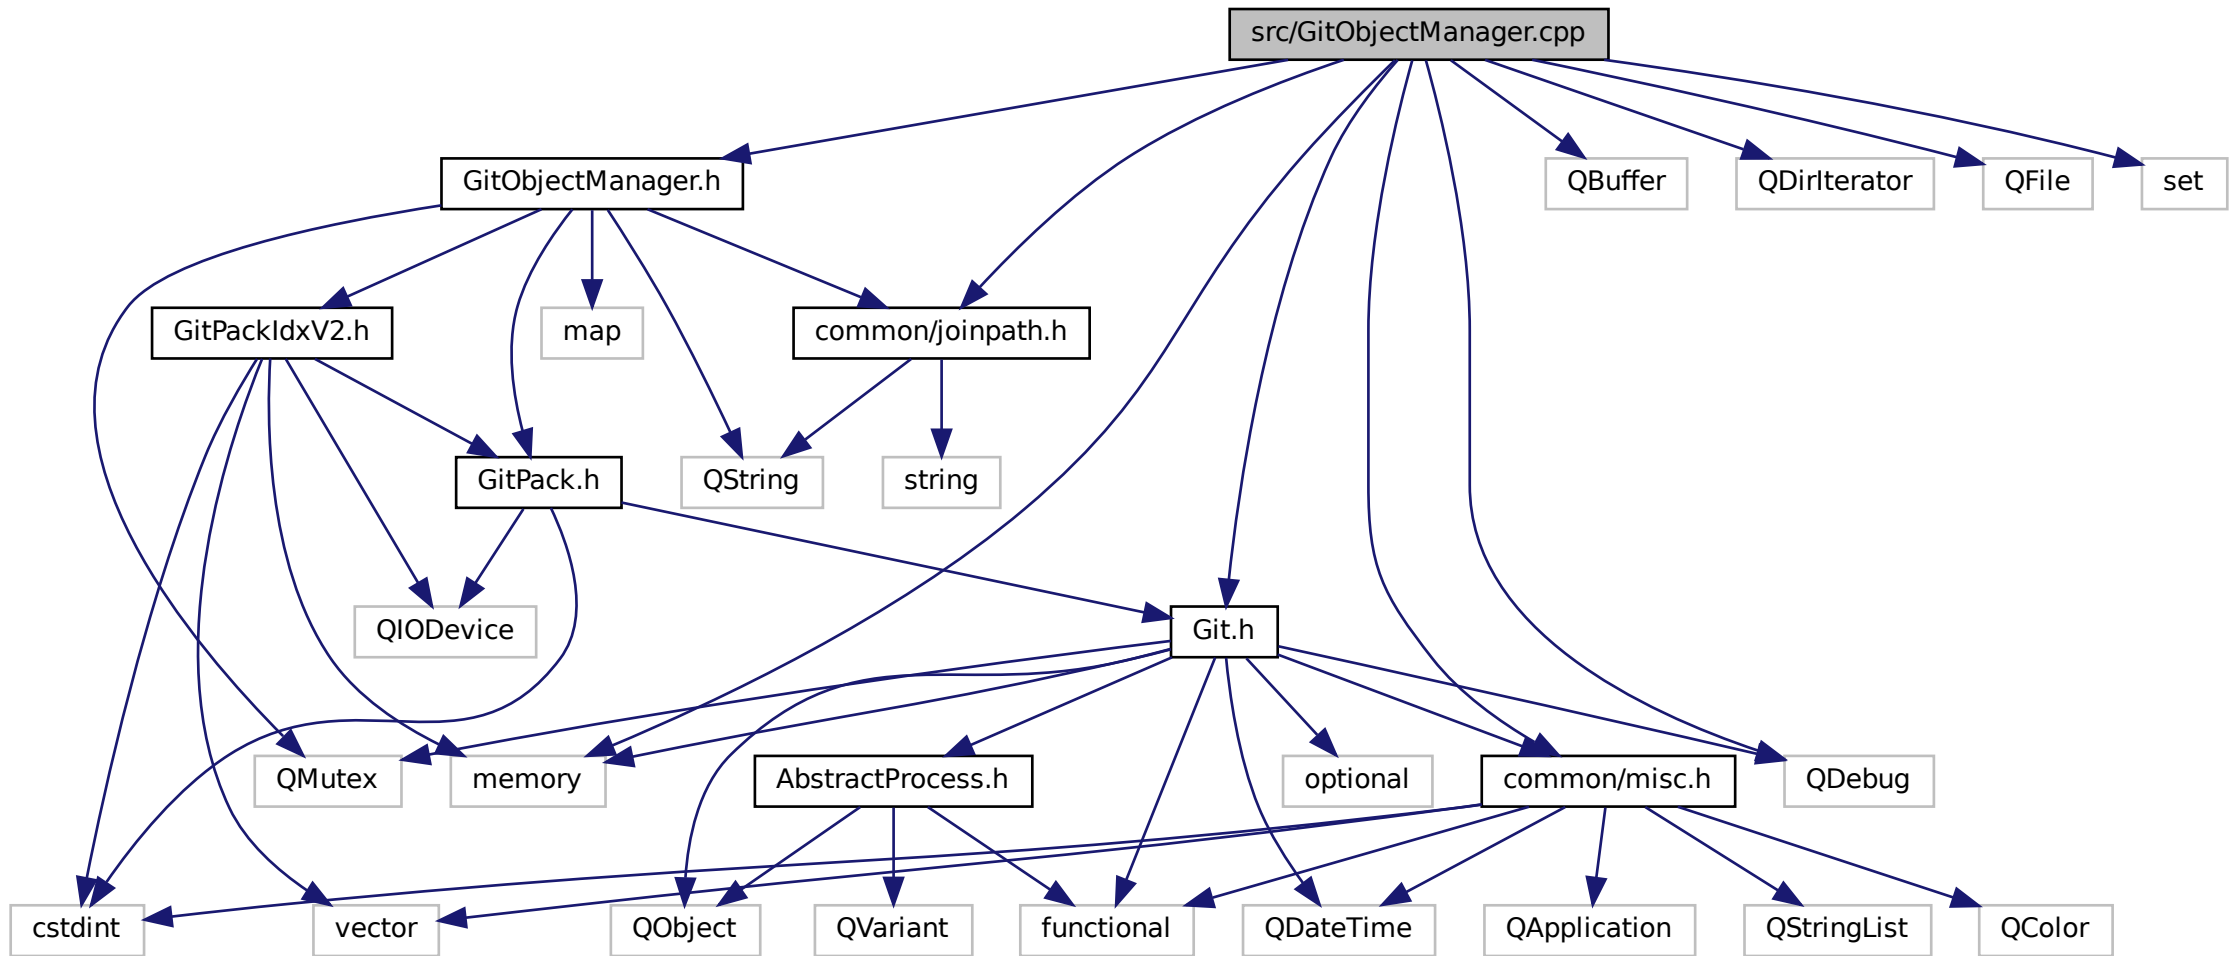 src/GitObjectManager.cpp
GitObjectManager.h
QBuffer
QDirIterator
QFile
set
GitPackIdxV2.h
map
common/joinpath.h
GitPack.h
QString
string
QIODevice
Git.h
QMutex
memory
AbstractProcess.h
optional
common/misc.h
QDebug
cstdint
vector
QObject
QVariant
functional
QDateTime
QApplication
QStringList
QColor